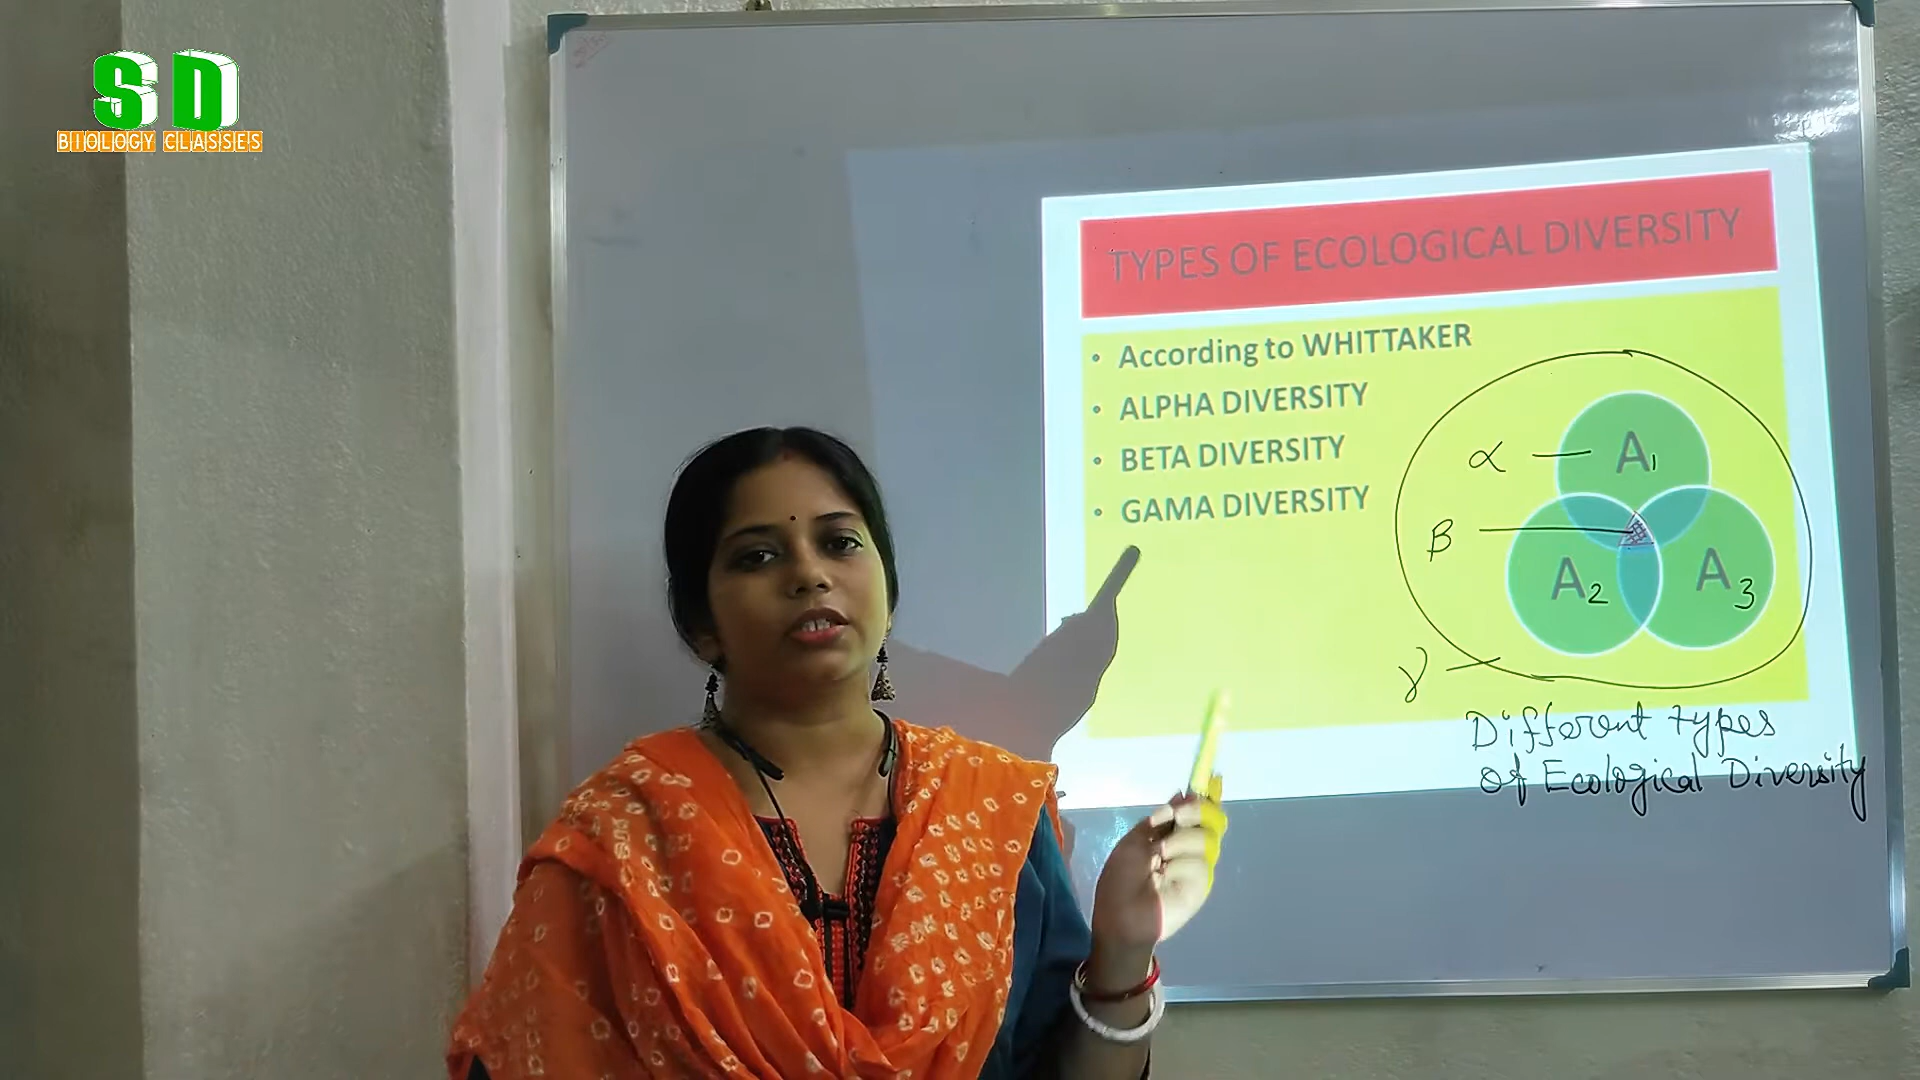 SD
BIOLOGY CLASSES
TYPES OF ECOLOGICAL DIVERSITY
• According to WHITTAKER
• ALPHA DIVERSITY
• BETA DIVERSITY
• GAMA DIVERSITY
α — A1
β
A2
A3
γ
Different types
of Ecological Diversity